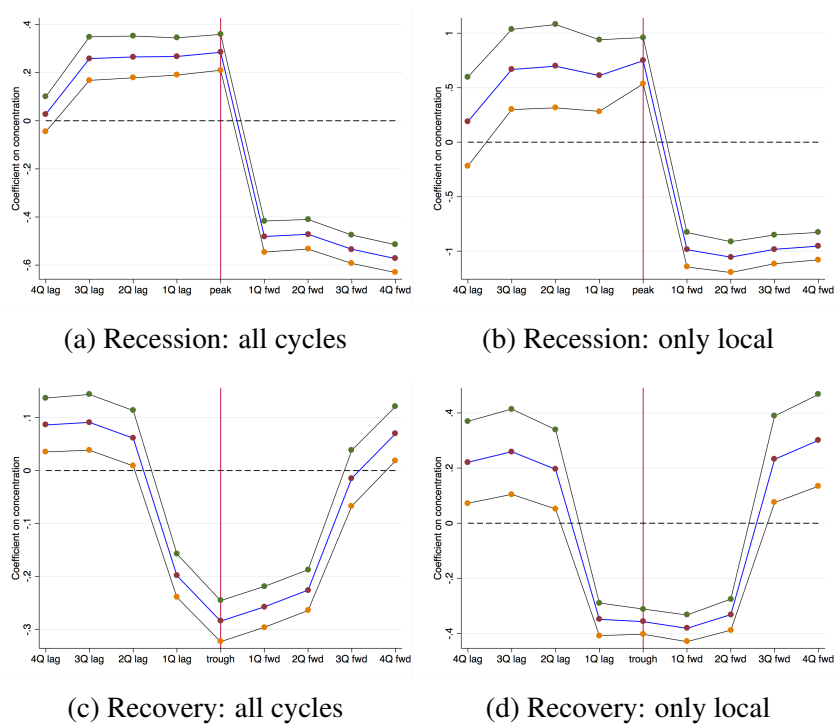 Coefficient on concentration
.4
.2
0
-.2
-.4
-.6
4Q lag 3Q lag 2Q lag 1Q lag peak 1Q fwd 2Q fwd 3Q fwd 4Q fwd
(a) Recession: all cycles
Coefficient on concentration
1
.5
0
-.5
-1
4Q lag 3Q lag 2Q lag 1Q lag peak 1Q fwd 2Q fwd 3Q fwd 4Q fwd
(b) Recession: only local
Coefficient on concentration
.1
0
-.1
-.2
-.3
4Q lag 3Q lag 2Q lag 1Q lag trough 1Q fwd 2Q fwd 3Q fwd 4Q fwd
(c) Recovery: all cycles
Coefficient on concentration
.4
.2
0
-.2
-.4
4Q lag 3Q lag 2Q lag 1Q lag trough 1Q fwd 2Q fwd 3Q fwd 4Q fwd
(d) Recovery: only local